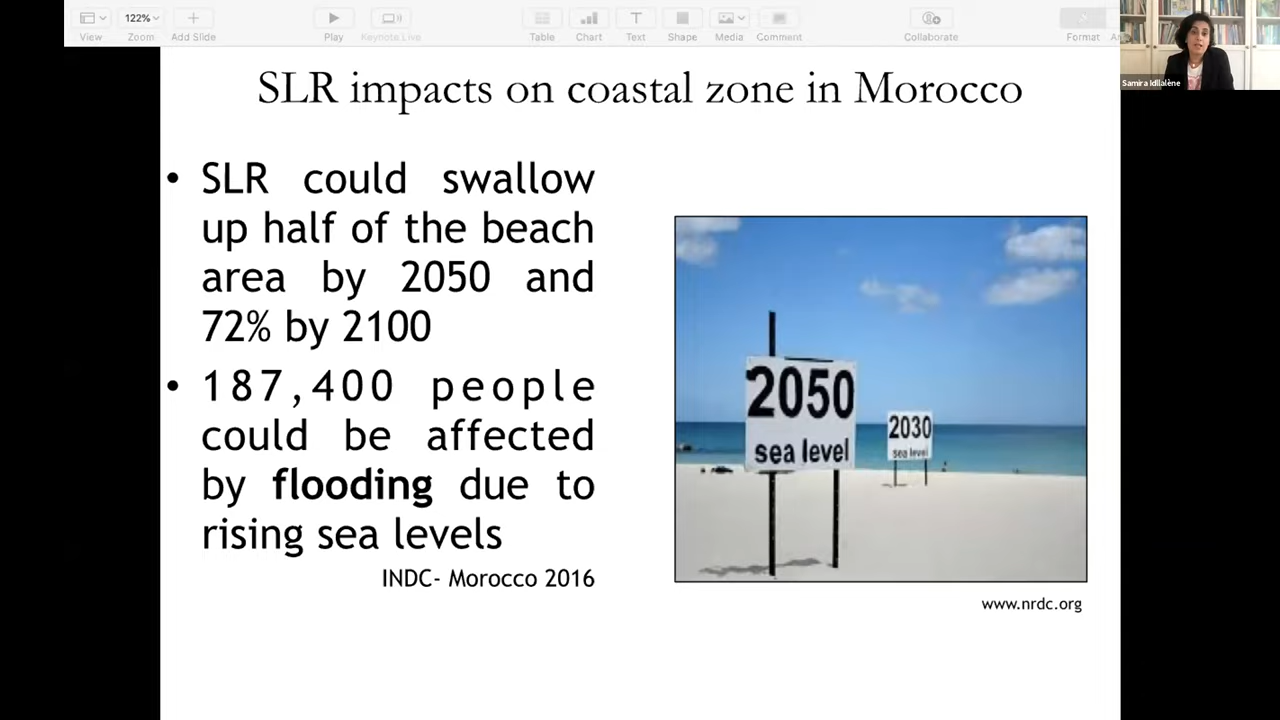 122%
View
Zoom
Add Slide
Play
Keynote Live
Table
Chart
Text
Shape
Media
Comment
Collaborate
Format
Samira Idllalène
SLR impacts on coastal zone in Morocco
• SLR could swallow
up half of the beach
area by 2050 and
72% by 2100
• 187,400 people
could be affected
by flooding due to
rising sea levels
INDC- Morocco 2016
2050
sea level
2030
sea level
www.nrdc.org